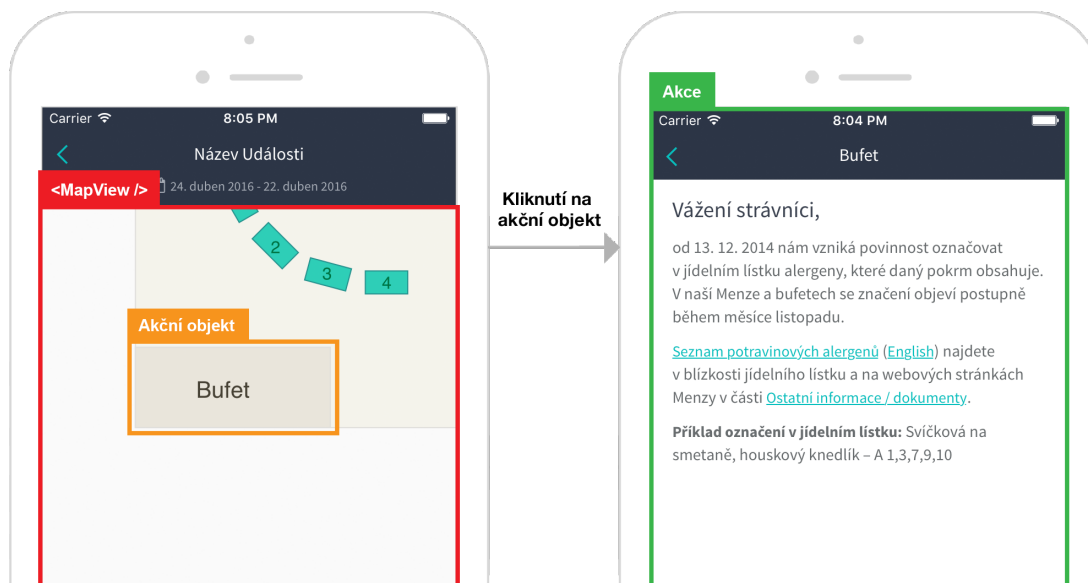 Carrier
8:05 PM
Název Události
24. duben 2016 - 22. duben 2016
<MapView />
2
3
4
Akční objekt
Bufet
Kliknutí na
akční objekt
Akce
Carrier
8:04 PM
Bufet
Vážení strávníci,
od 13. 12. 2014 nám vzniká povinnost označovat
v jídelním lístku alergeny, které daný pokrm obsahuje.
V naší Menze a bufetech se značení objeví postupně
během měsíce listopadu.
Seznam potravinových alergenů (English) najdete
v blízkosti jídelního lístku a na webových stránkách
Menzy v části Ostatní informace / dokumenty.
Příklad označení v jídelním lístku: Svíčková na
smetaně, houskový knedlík – A 1,3,7,9,10